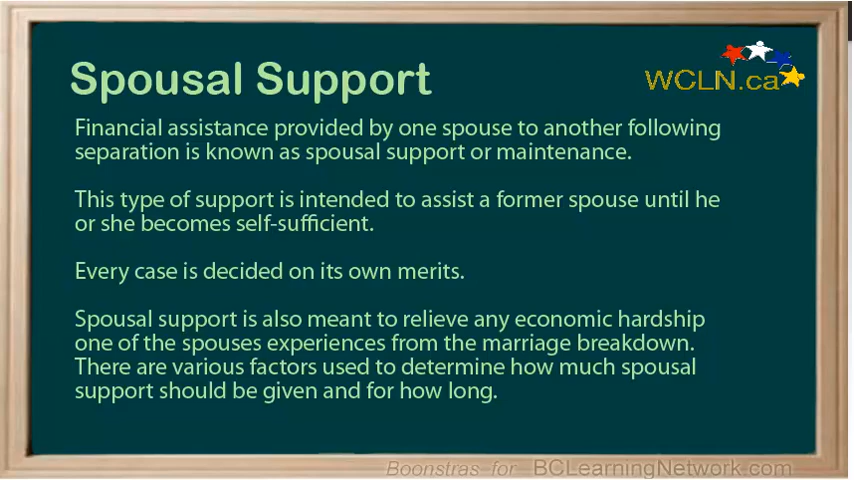 Spousal Support
WCLN.ca
Financial assistance provided by one spouse to another following
separation is known as spousal support or maintenance.
This type of support is intended to assist a former spouse until he
or she becomes self-sufficient.
Every case is decided on its own merits.
Spousal support is also meant to relieve any economic hardship
one of the spouses experiences from the marriage breakdown.
There are various factors used to determine how much spousal
support should be given and for how long.
Boonstras for BCLearningNetwork.com